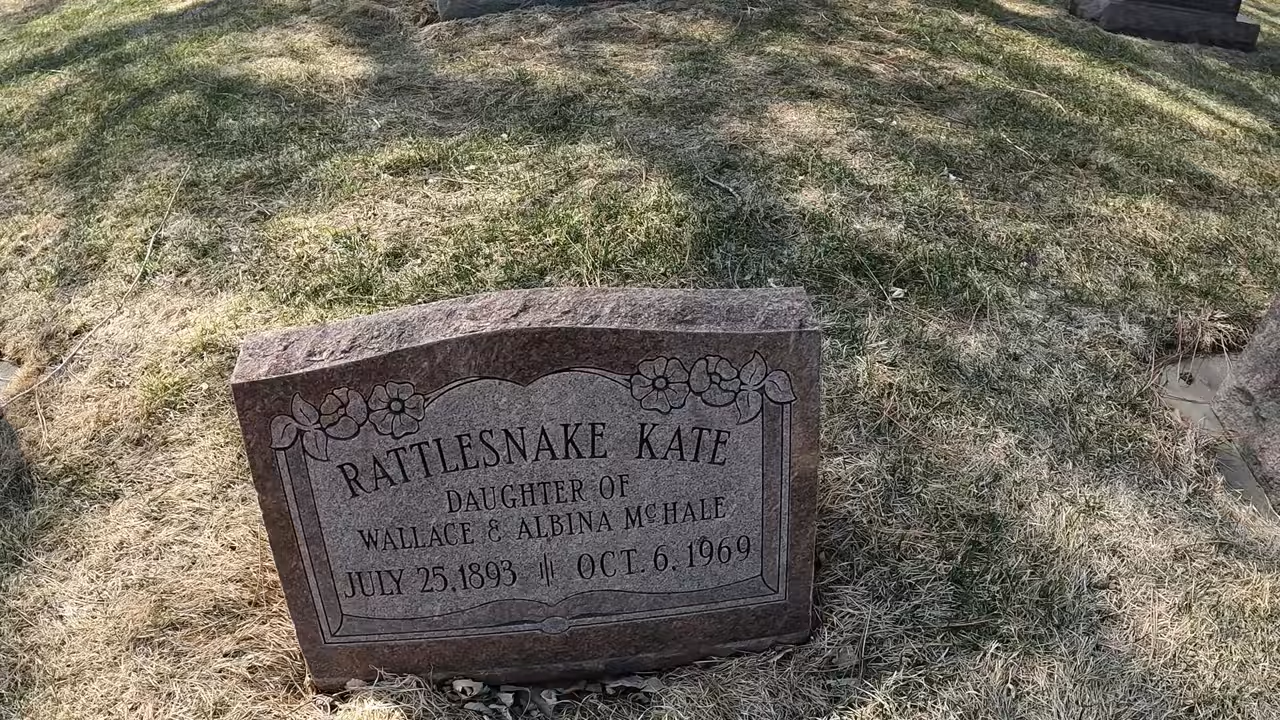 RATTLESNAKE KATE
DAUGHTER OF
WALLACE & ALBINA McHALE
JULY 25, 1893 OCT. 6, 1969